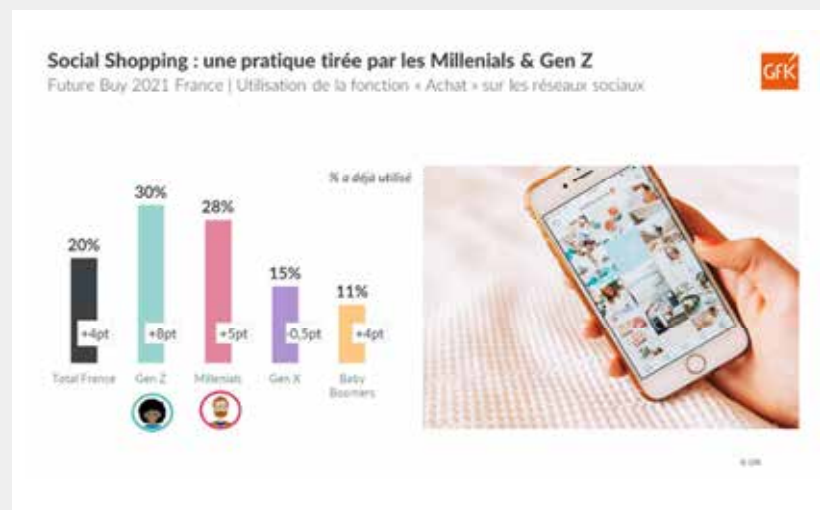 Social Shopping : une pratique tirée par les Millenials & Gen Z
Future Buy 2021 France | Utilisation de la fonction « Achat » sur les réseaux sociaux
GfK
% a déjà utilisé
20%
30%
28%
15%
11%
+4pt
+8pt
+5pt
-0,5pt
+4pt
Total France
Gen Z
Millenials
Gen X
Baby
Boomers
© GfK